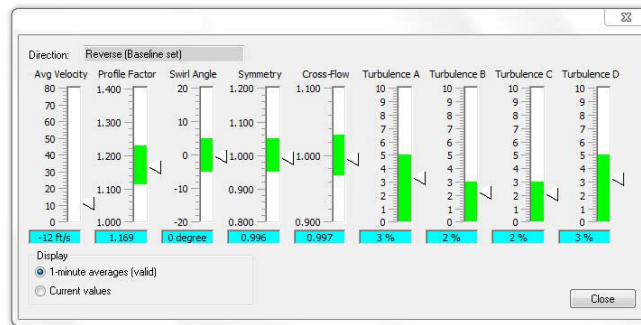 Direction: Reverse (Baseline set)
Avg Velocity Profile Factor Swirl Angle Symmetry Cross-Flow Turbulence A Turbulence B Turbulence C Turbulence D
80 1.400 20 1.200 1.100 10 10 10 10
70 9 9 9 9
60 1.300 10 1.100 8 8 8 8
50 7 7 7 7
40 1.200 0 1.000 1.000 6 6 6 6
5 5 5 5
30 4 4 4 4
20 1.100 -10 0.900 3 3 3 3
10 2 2 2 2
1 1 1 1
0 1.000 -20 0.800 0.900 0 0 0 0
-12 ft/s 1.169 0 degree 0.996 0.997 3 % 2 % 2 % 3 %
Display
1-minute averages (valid)
Current values
Close